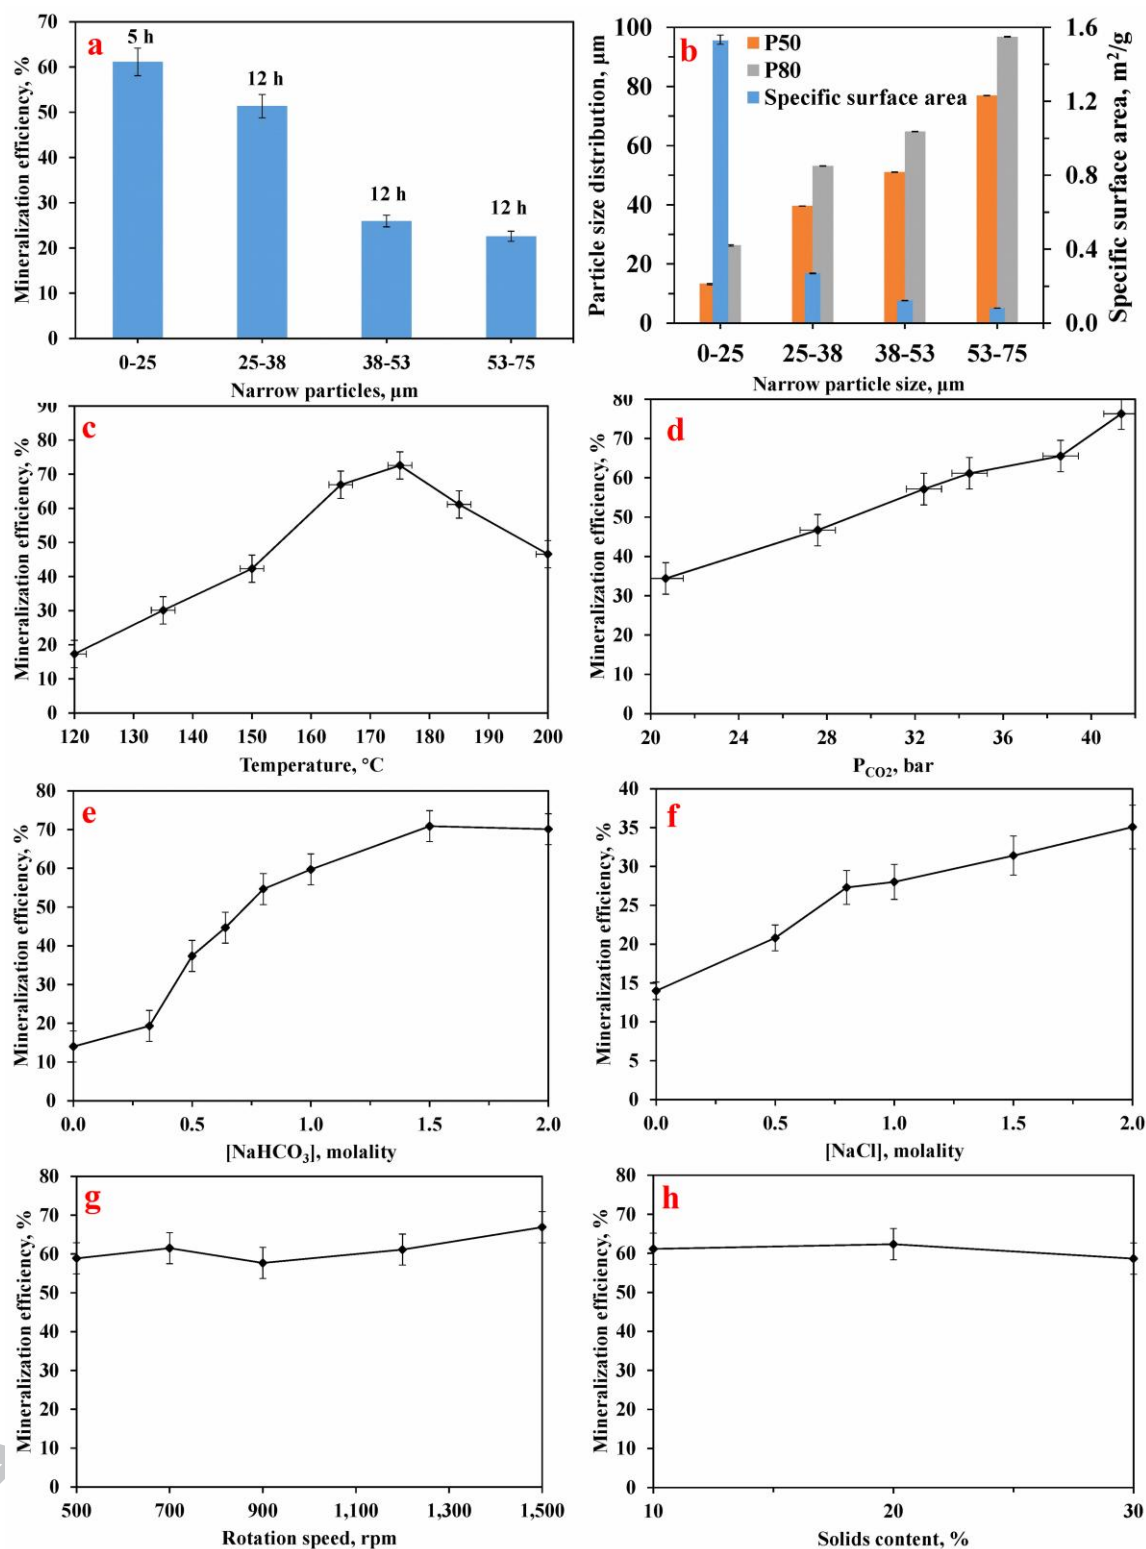 a
Mineralization efficiency, %
70
60
50
40
30
20
10
0
5 h
12 h
12 h
12 h
0-25
25-38
38-53
53-75
Narrow particles, μm
b
Particle size distribution, μm
100
80
60
40
20
0
P50
P80
Specific surface area
Specific surface area, m²/g
1.6
1.2
0.8
0.4
0.0
0-25
25-38
38-53
53-75
Narrow particle size, μm
c
Mineralization efficiency, %
90
80
70
60
50
40
30
20
10
0
120 130 140 150 160 170 180 190 200
Temperature, °C
d
Mineralization efficiency, %
80
70
60
50
40
30
20
10
0
20 24 28 32 36 40
P_CO2, bar
e
Mineralization efficiency, %
80
70
60
50
40
30
20
10
0
0.0 0.5 1.0 1.5 2.0
[NaHCO₃], molality
f
Mineralization efficiency, %
40
35
30
25
20
15
10
5
0
0.0 0.5 1.0 1.5 2.0
[NaCl], molality
g
Mineralization efficiency, %
80
70
60
50
40
30
20
10
0
500 700 900 1,100 1,300 1,500
Rotation speed, rpm
h
Mineralization efficiency, %
80
70
60
50
40
30
20
10
0
10 20 30
Solids content, %